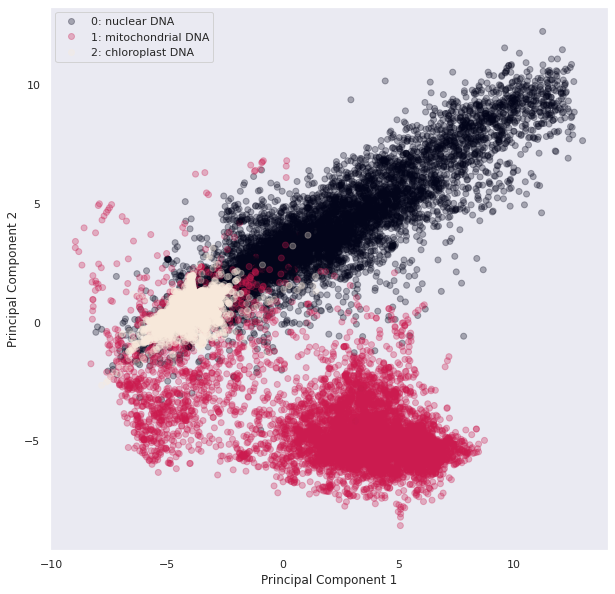 0: nuclear DNA
1: mitochondrial DNA
2: chloroplast DNA
10
5
0
−5
Principal Component 2
−10
−5
0
5
10
Principal Component 1